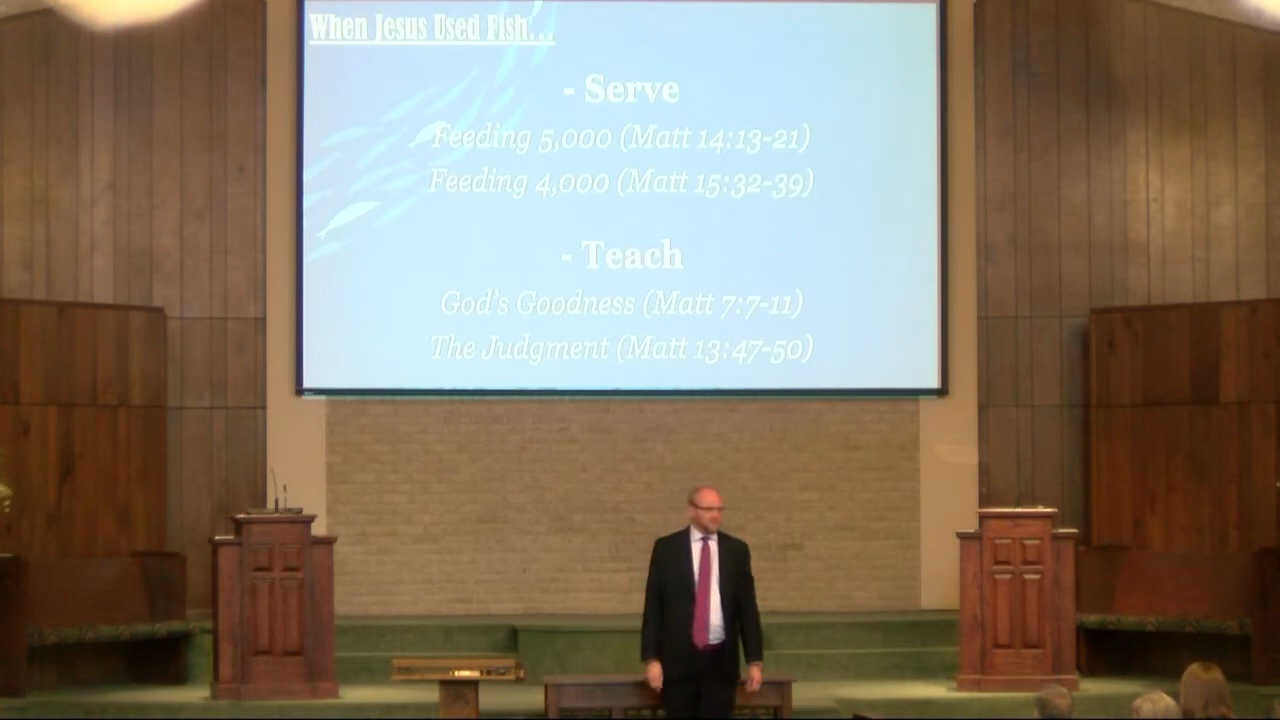 When Jesus Used Fish…
- Serve
Feeding 5,000 (Matt 14:13-21)
Feeding 4,000 (Matt 15:32-39)
- Teach
God's Goodness (Matt 7:7-11)
The Judgment (Matt 13:47-50)